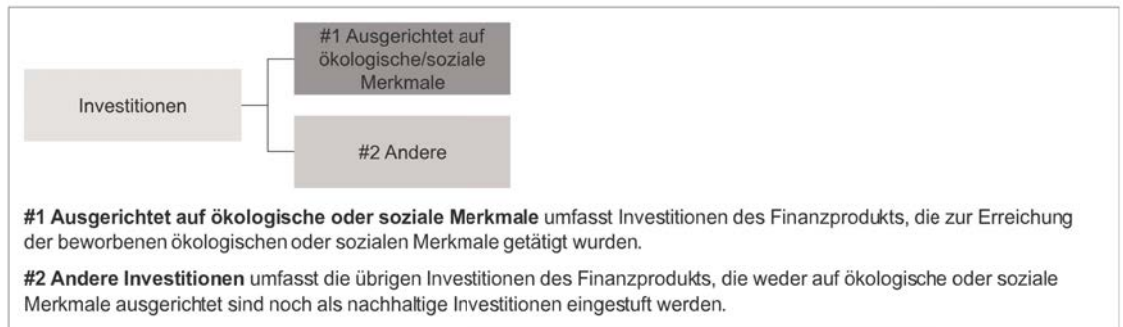 #1 Ausgerichtet auf
ökologische/soziale
Merkmale
Investitionen
#2 Andere
#1 Ausgerichtet auf ökologische oder soziale Merkmale umfasst Investitionen des Finanzprodukts, die zur Erreichung
der beworbenen ökologischen oder sozialen Merkmale getätigt wurden.
#2 Andere Investitionen umfasst die übrigen Investitionen des Finanzprodukts, die weder auf ökologische oder soziale
Merkmale ausgerichtet sind noch als nachhaltige Investitionen eingestuft werden.